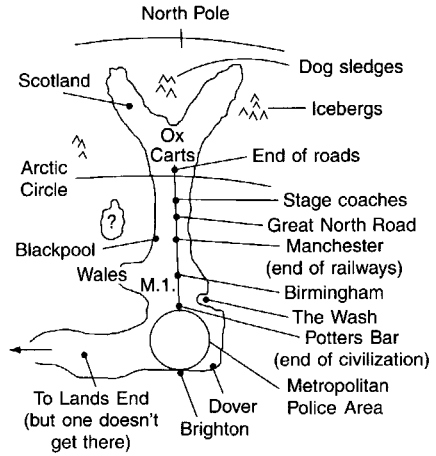 North Pole
Dog sledges
Scotland
Icebergs
Ox
Carts
End of roads
Arctic
Circle
Stage coaches
?
Great North Road
Blackpool
Manchester
(end of railways)
Wales
M.1.
Birmingham
The Wash
Potters Bar
(end of civilization)
Metropolitan
Police Area
To Lands End
(but one doesn't
get there)
Dover
Brighton